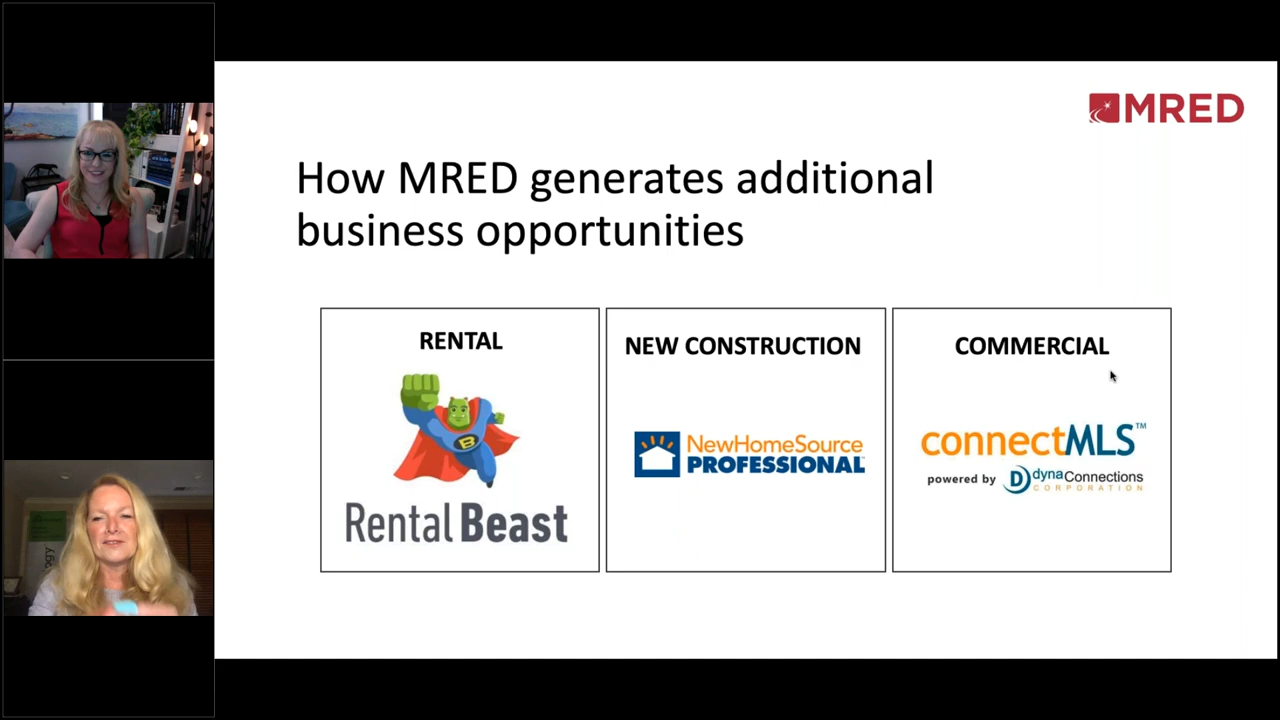 MRED
How MRED generates additional
business opportunities
RENTAL
B
Rental Beast
NEW CONSTRUCTION
NewHomeSource
PROFESSIONAL
COMMERCIAL
connectMLS™
powered by D dynaConnections
CORPORATION